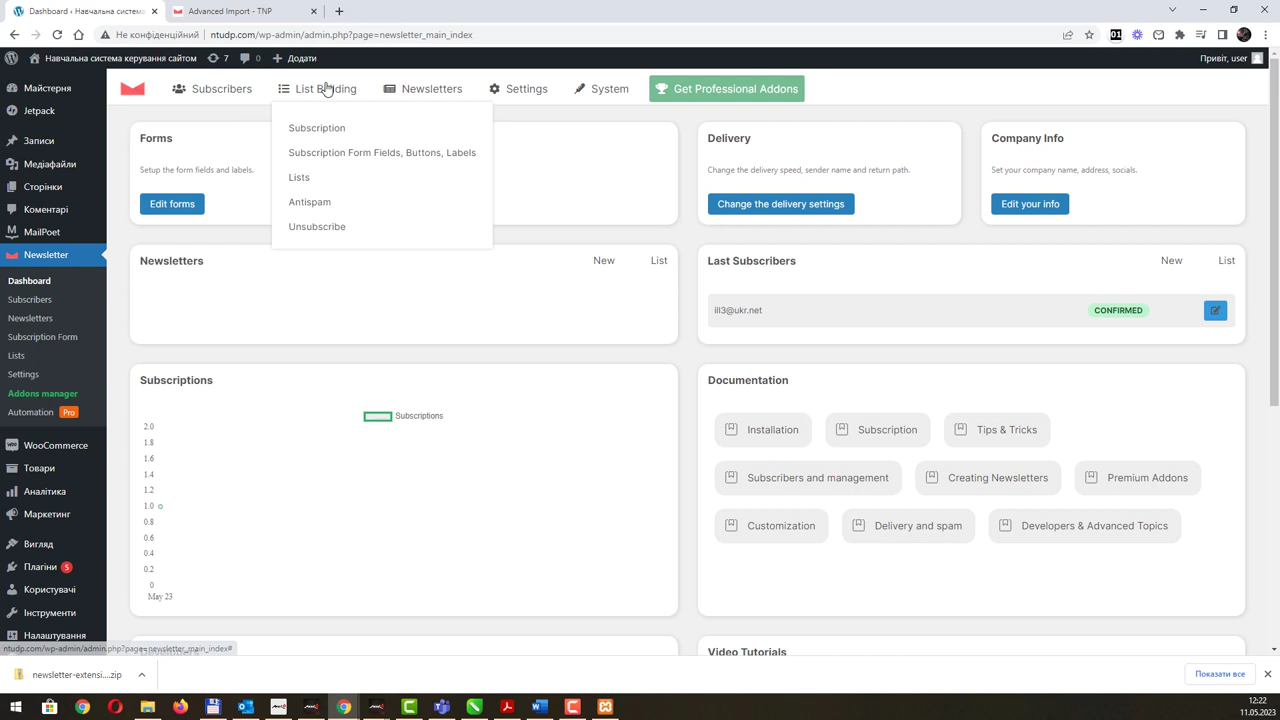 Dashboard ‹ Навчальна система
Advanced Import - TNP
Не конфіденційний
ntudp.com/wp-admin/admin.php?page=newsletter_main_index
Навчальна система керування сайтом
7
0
Додати
Привіт, user
Майстерня
Jetpack
Записи
Медіафайли
Сторінки
Коментарі
MailPoet
Newsletter
Dashboard
Subscribers
Newsletters
Subscription Form
Lists
Settings
Addons manager
Automation Pro
WooCommerce
Товари
Аналітика
Маркетинг
Вигляд
Плагіни 5
Користувачі
Інструменти
Налаштування
Subscribers
List Building
Newsletters
Settings
System
Get Professional Addons
Subscription
Subscription Form Fields, Buttons, Labels
Lists
Antispam
Unsubscribe
Forms
Setup the form fields and labels.
Edit forms
Delivery
Change the delivery speed, sender name and return path.
Change the delivery settings
Company Info
Set your company name, address, socials.
Edit your info
Newsletters
New
List
Last Subscribers
New
List
ill3@ukr.net
CONFIRMED
Subscriptions
Subscriptions
2.0
1.8
1.6
1.4
1.2
1.0
0.8
0.6
0.4
0.2
0
May 23
Documentation
Installation
Subscription
Tips & Tricks
Subscribers and management
Creating Newsletters
Premium Addons
Customization
Delivery and spam
Developers & Advanced Topics
Video Tutorials
ntudp.com/wp-admin/admin.php?page=newsletter_main_index#
newsletter-extensi....zip
Показати все
12:22
11.05.2023